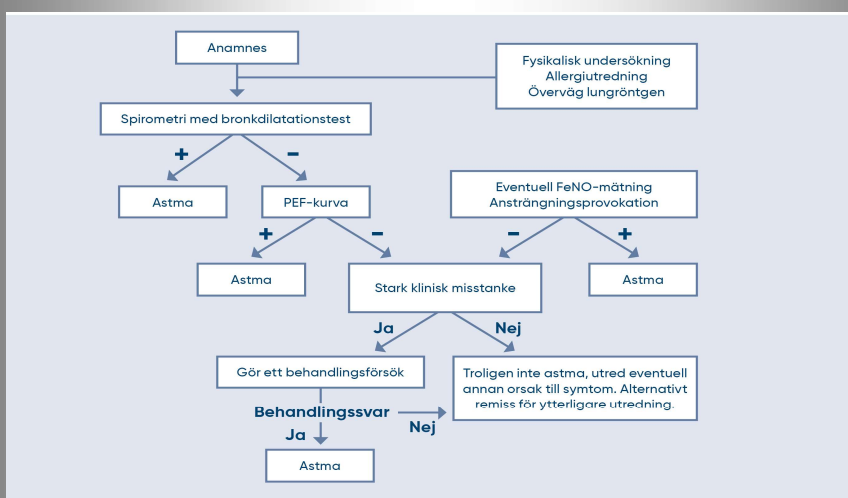 Anamnes
Fysikalisk undersökning
Allergiutredning
Överväg lungröntgen
Spirometri med bronkdilatationstest
+
−
Astma
PEF-kurva
Eventuell FeNO-mätning
Ansträngningsprovokation
+
−
−
+
Astma
Stark klinisk misstanke
Astma
Ja
Nej
Gör ett behandlingsförsök
Troligen inte astma, utred eventuell
annan orsak till symtom. Alternativt
remiss för ytterligare utredning.
Behandlingssvar
Nej
Ja
Astma